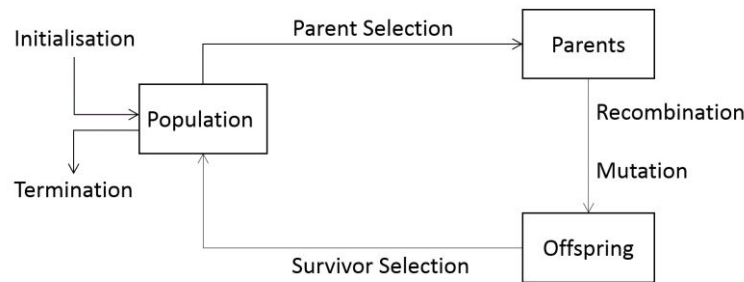 Initialisation
Parent Selection
Parents
Population
Recombination
Termination
Mutation
Offspring
Survivor Selection